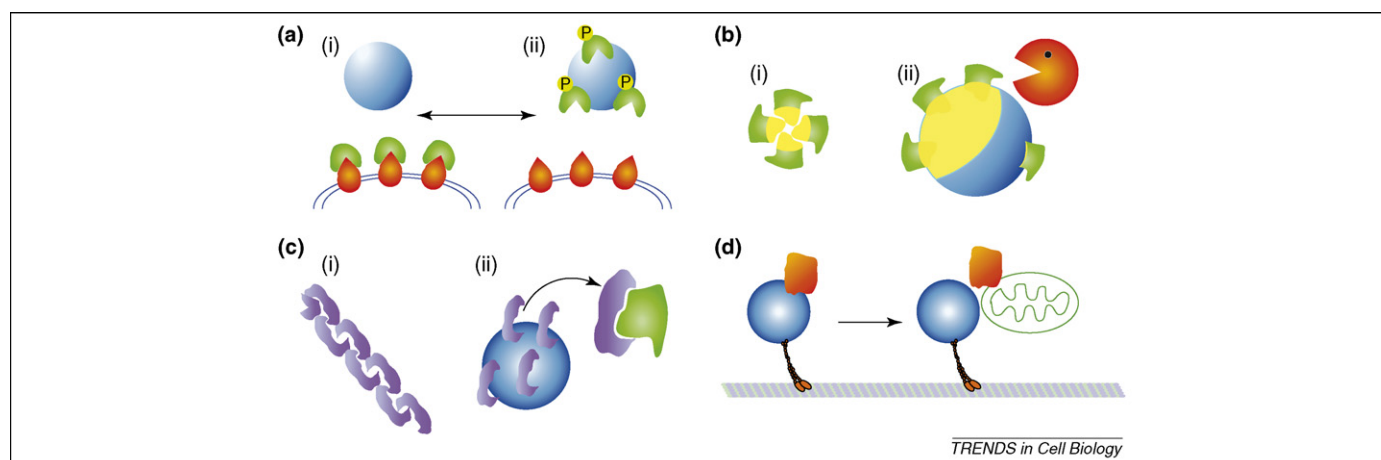 (a)
(i)
(ii)
P
P
P
(b)
(i)
(ii)
(c)
(i)
(ii)
(d)
TRENDS in Cell Biology